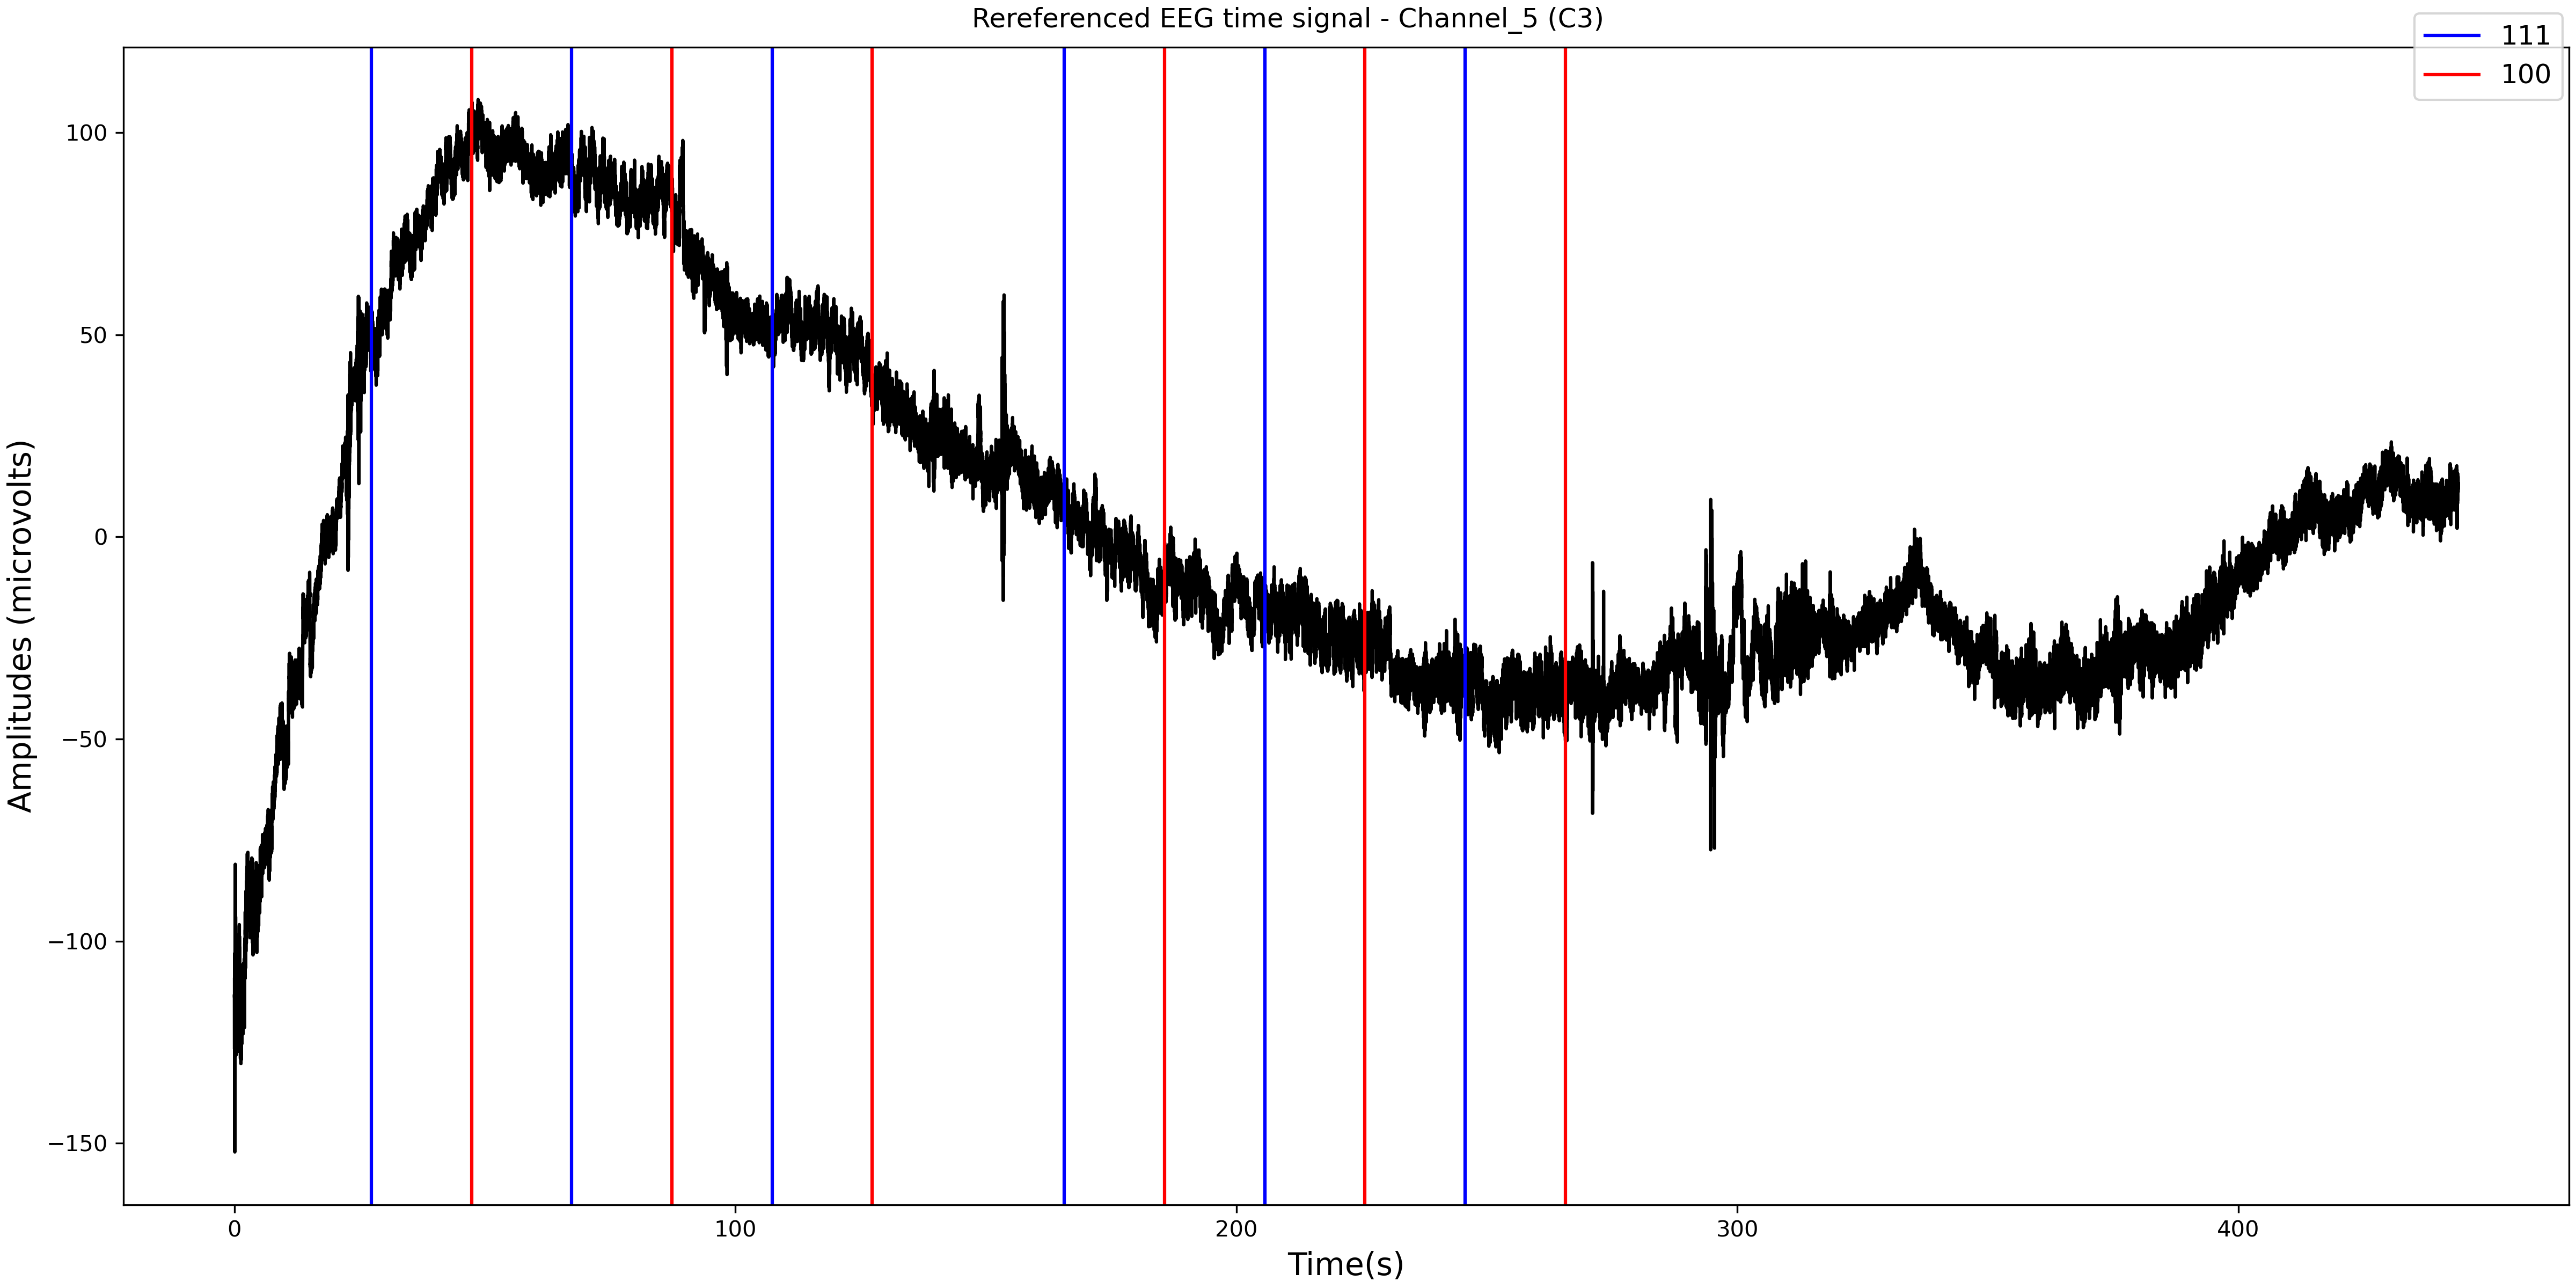 Rereferenced EEG time signal - Channel_5 (C3)
111
100
Amplitudes (microvolts)
100
50
0
−50
−100
−150
0 100 200 300 400
Time(s)